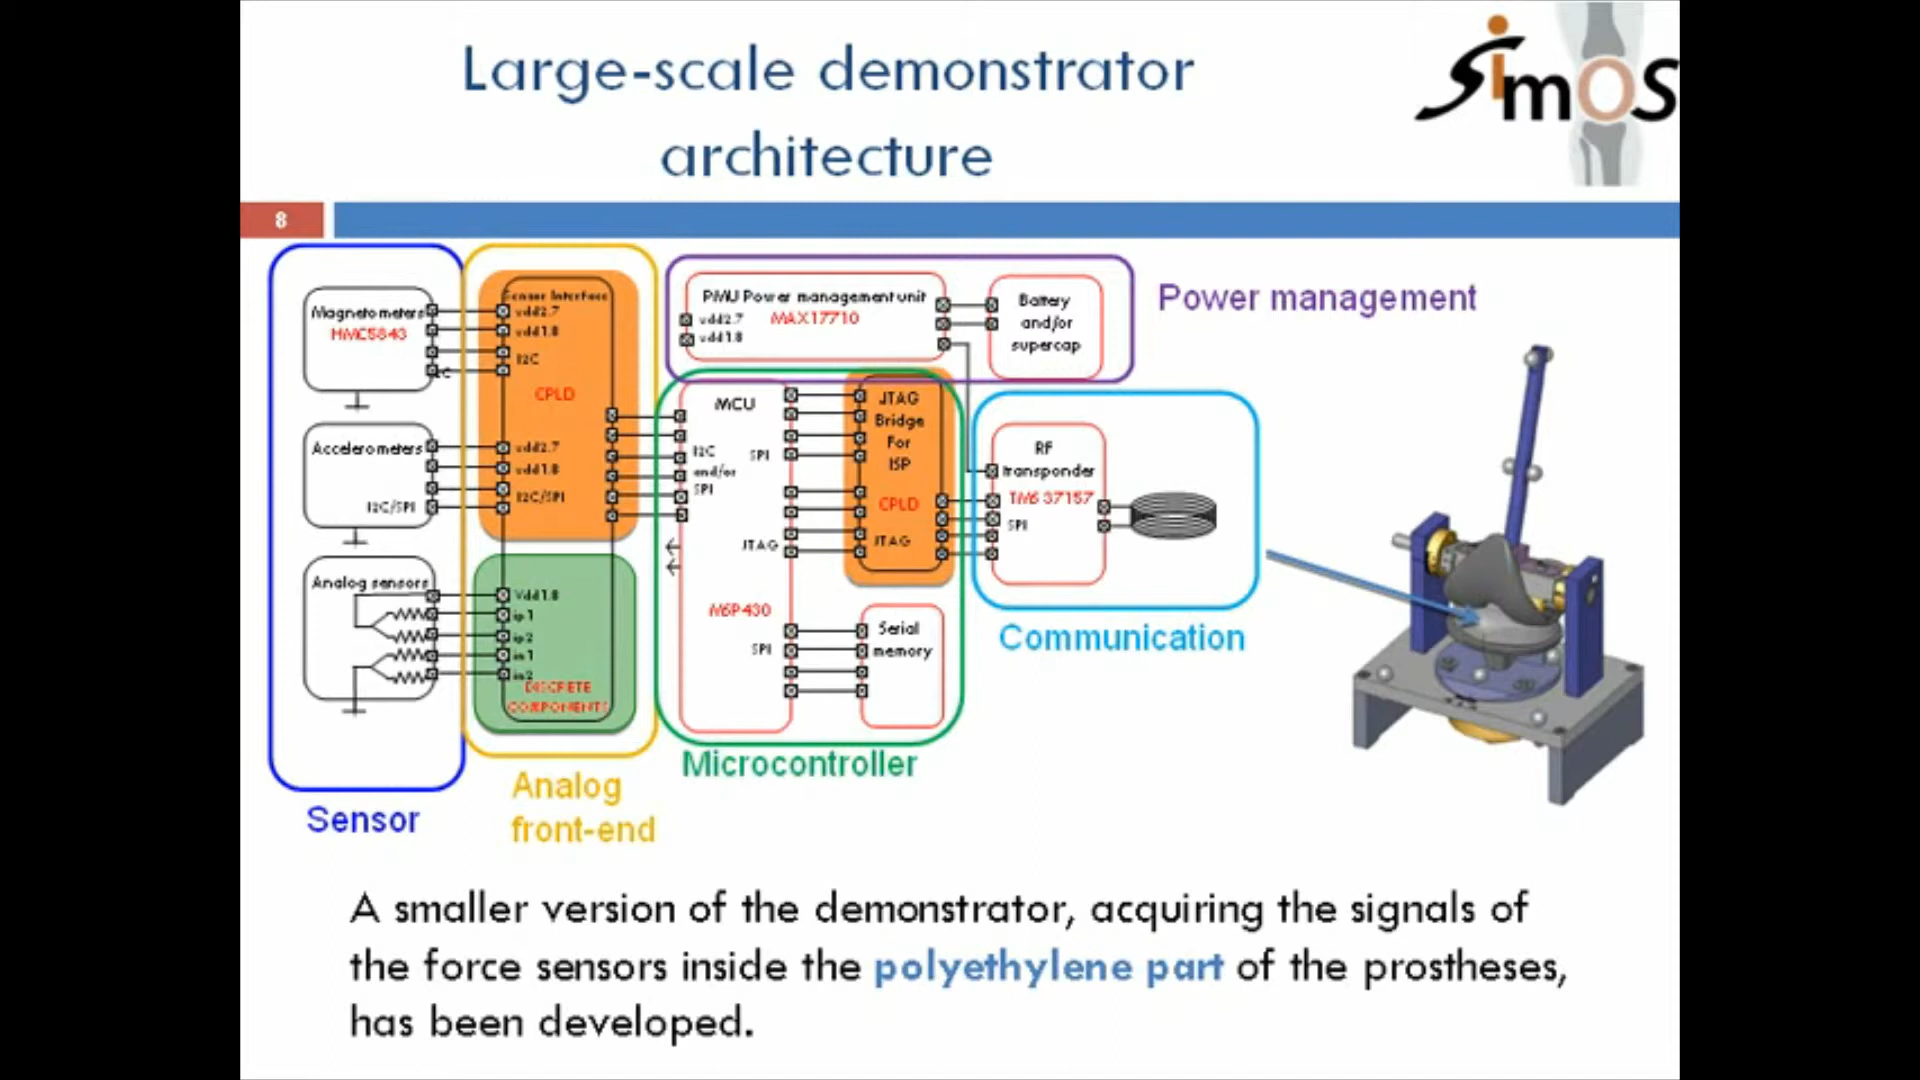 Large-scale demonstrator
architecture
SimOS
8
Magnetometers
HMC5843
I2C
Accelerometers
I2C/SPI
Analog sensors
Sensor
Sensor Interface
vdd2.7
vdd1.8
I2C
CPLD
vdd2.7
vdd1.8
I2C/SPI
Vdd1.8
ip1
ip2
in1
in2
DISCRETE
COMPONENTS
Analog
front-end
PMU Power management unit
vdd2.7
MAX17710
vdd1.8
Battery
and/or
supercap
Power management
MCU
I2C
and/or
SPI
SPI
JTAG
MSP430
SPI
JTAG
Bridge
For
ISP
CPLD
JTAG
Serial
memory
Microcontroller
RF
transponder
TMS 37157
SPI
Communication
A smaller version of the demonstrator, acquiring the signals of
the force sensors inside the polyethylene part of the prostheses,
has been developed.